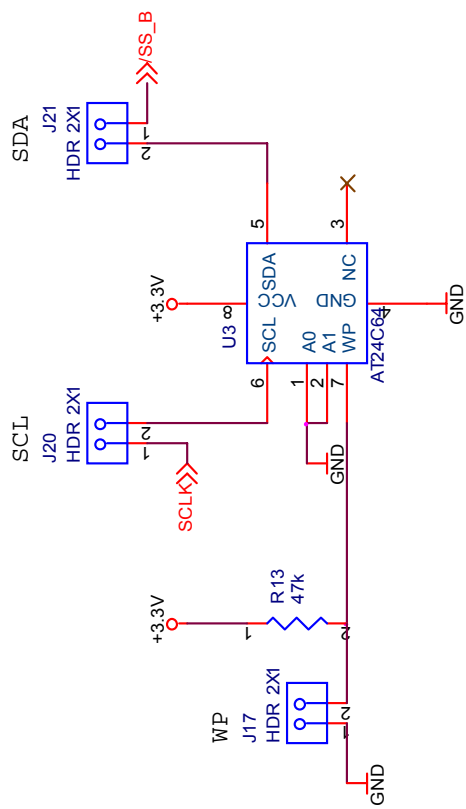 SDA
J21
HDR 2X1
1
2
/SS_B
SCL
J20
HDR 2X1
2
1
SCLK
+3.3V
8
U3
VCC
6
SCL
5
SDA
1
A0
2
A1
7
WP
3
NC
GND
4
AT24C64
GND
GND
+3.3V
1
R13
47k
2
WP
J17
HDR 2X1
2
1
GND